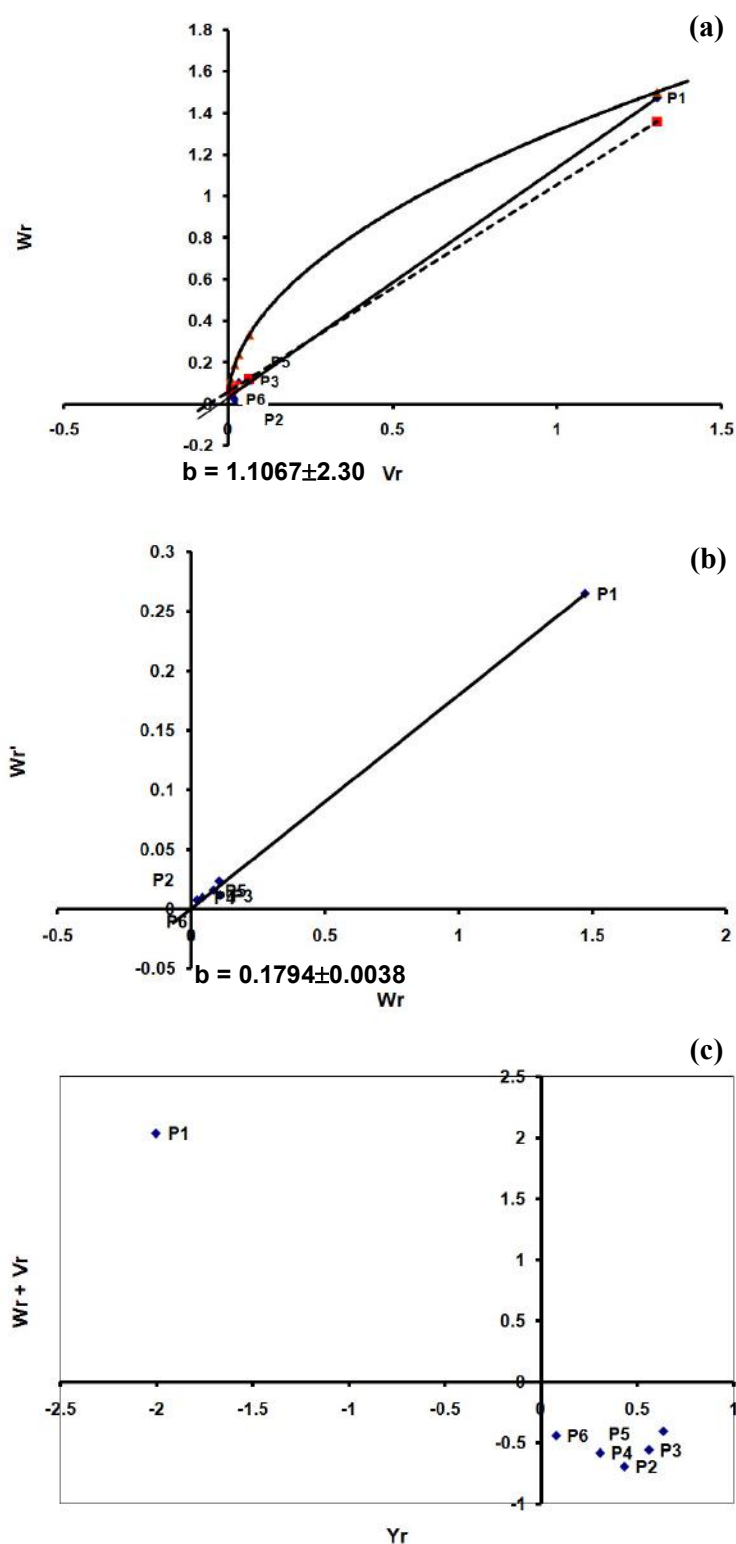 (a)
1.8
1.6
1.4
P1
1.2
1
Wr
0.8
0.6
0.4
P5
0.2
P3
P6
0
-0.5 0 0.5 1 1.5
P2
-0.2
b = 1.1067±2.30 Vr
(b)
0.3
P1
0.25
0.2
0.15
Wr'
0.1
0.05
P2
P5
P4 P3
0
P6
-0.5 0 0.5 1 1.5 2
-0.05
b = 0.1794±0.0038
Wr
(c)
2.5
P1
2
1.5
1
Wr + Vr
0.5
0
-2.5 -2 -1.5 -1 -0.5 0 0.5 1
P6 P5
-0.5
P4 P3
P2
-1
Yr